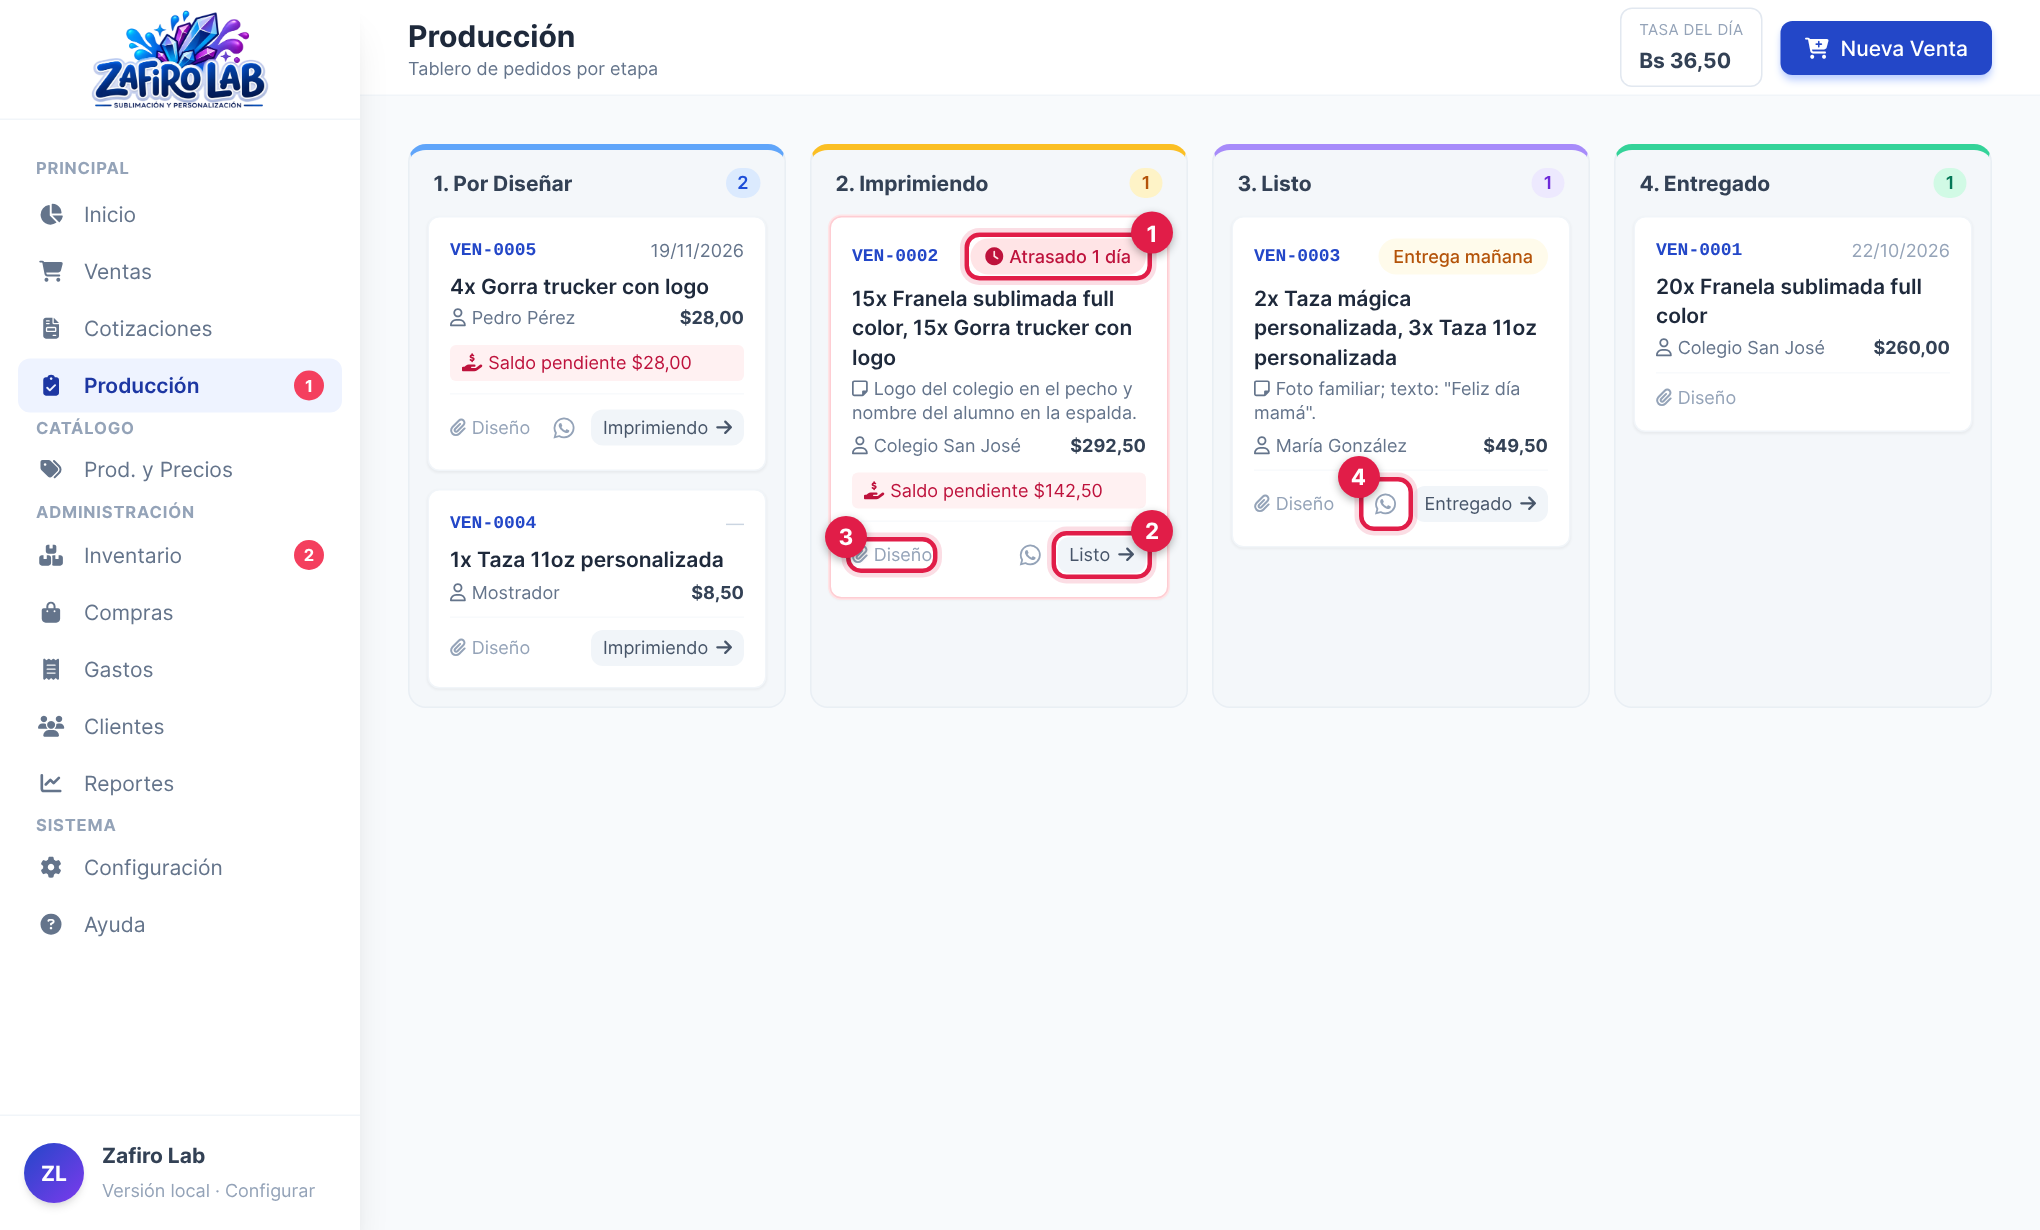 ZAFIRO LAB
SUBLIMACIÓN Y PERSONALIZACIÓN
PRINCIPAL
Inicio
Ventas
Cotizaciones
Producción 1
CATÁLOGO
Prod. y Precios
ADMINISTRACIÓN
Inventario 2
Compras
Gastos
Clientes
Reportes
SISTEMA
Configuración
Ayuda
ZL
Zafiro Lab
Versión local · Configurar
Producción
Tablero de pedidos por etapa
TASA DEL DÍA
Bs 36,50
Nueva Venta
1. Por Diseñar 2
VEN-0005 19/11/2026
4x Gorra trucker con logo
Pedro Pérez $28,00
Saldo pendiente $28,00
Diseño Imprimiendo →
VEN-0004 —
1x Taza 11oz personalizada
Mostrador $8,50
Diseño Imprimiendo →
2. Imprimiendo 1
1
VEN-0002 Atrasado 1 día
15x Franela sublimada full
color, 15x Gorra trucker con
logo
Logo del colegio en el pecho y
nombre del alumno en la espalda.
Colegio San José $292,50
Saldo pendiente $142,50
3 2
Diseño Listo →
3. Listo 1
VEN-0003 Entrega mañana
2x Taza mágica
personalizada, 3x Taza 11oz
personalizada
Foto familiar; texto: "Feliz día
mamá".
María González $49,50
4
Diseño Entregado →
4. Entregado 1
VEN-0001 22/10/2026
20x Franela sublimada full
color
Colegio San José $260,00
Diseño